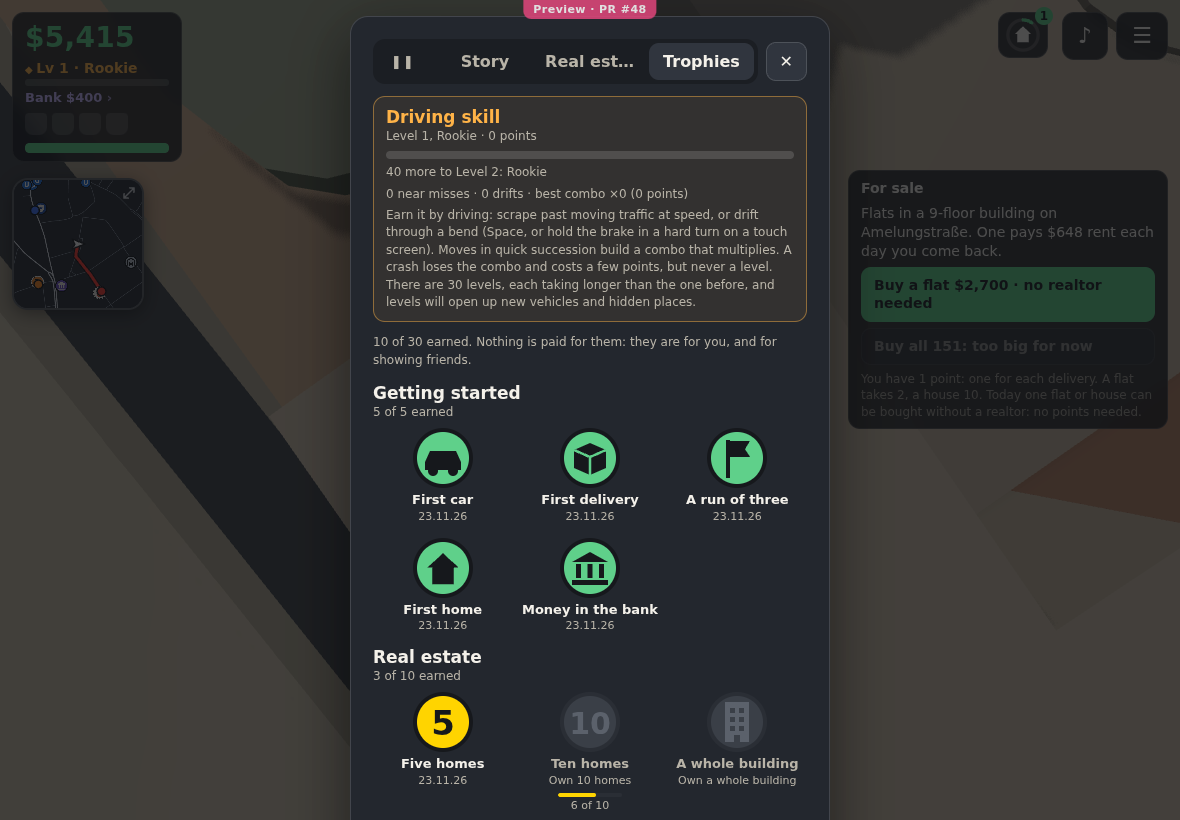 Preview · PR #48
$5,415
Lv 1 · Rookie
Bank $400 ›
1
Story
Real est…
Trophies
Driving skill
Level 1, Rookie · 0 points
40 more to Level 2: Rookie
0 near misses · 0 drifts · best combo ×0 (0 points)
Earn it by driving: scrape past moving traffic at speed, or drift
through a bend (Space, or hold the brake in a hard turn on a touch
screen). Moves in quick succession build a combo that multiplies. A
crash loses the combo and costs a few points, but never a level.
There are 30 levels, each taking longer than the one before, and
levels will open up new vehicles and hidden places.
10 of 30 earned. Nothing is paid for them: they are for you, and for
showing friends.
Getting started
5 of 5 earned
First car
23.11.26
First delivery
23.11.26
A run of three
23.11.26
First home
23.11.26
Money in the bank
23.11.26
Real estate
3 of 10 earned
5
Five homes
23.11.26
10
Ten homes
Own 10 homes
6 of 10
A whole building
Own a whole building
For sale
Flats in a 9-floor building on
Amelungstraße. One pays $648 rent each
day you come back.
Buy a flat $2,700 · no realtor
needed
Buy all 151: too big for now
You have 1 point: one for each delivery. A flat
takes 2, a house 10. Today one flat or house can
be bought without a realtor: no points needed.